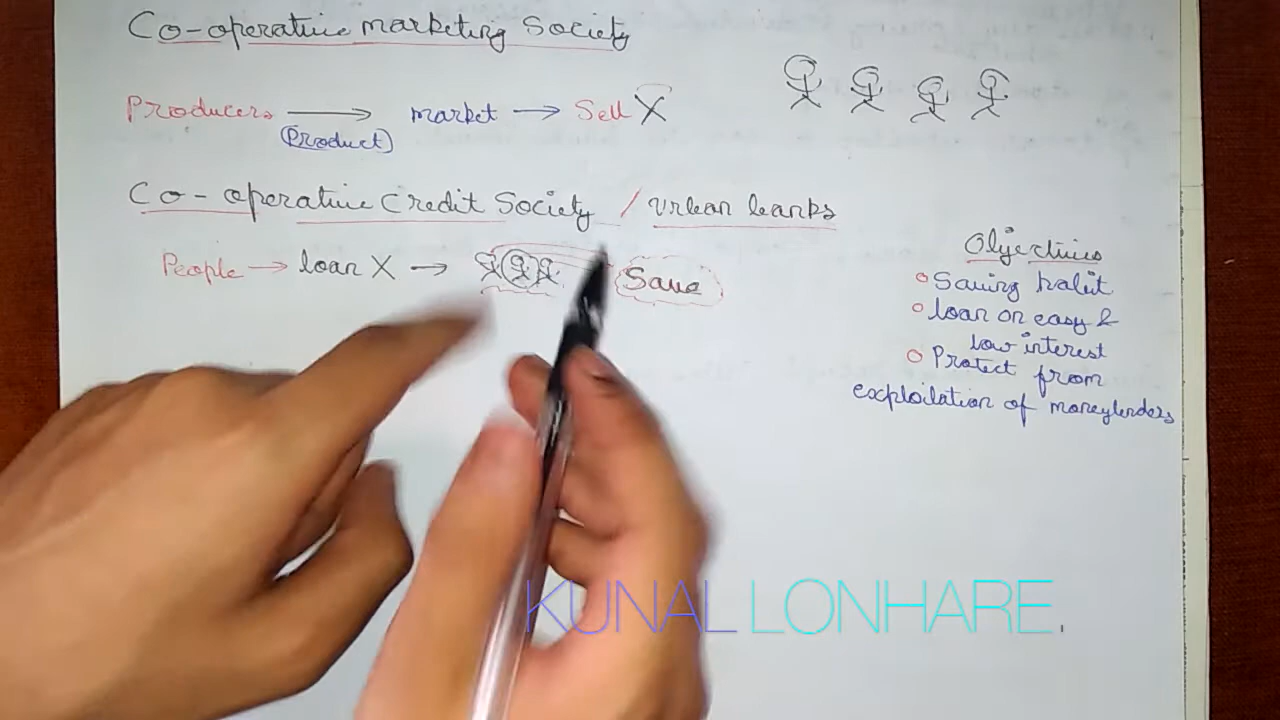 Co-operative marketing Society
Producers → market → Sell X
(Product)
Co-operative Credit Society / Urban banks
People → loan X → Save
Objectives
Saving habit
loan on easy &
low interest
Protect from
exploitation of moneylenders
KUNAL LONHARE